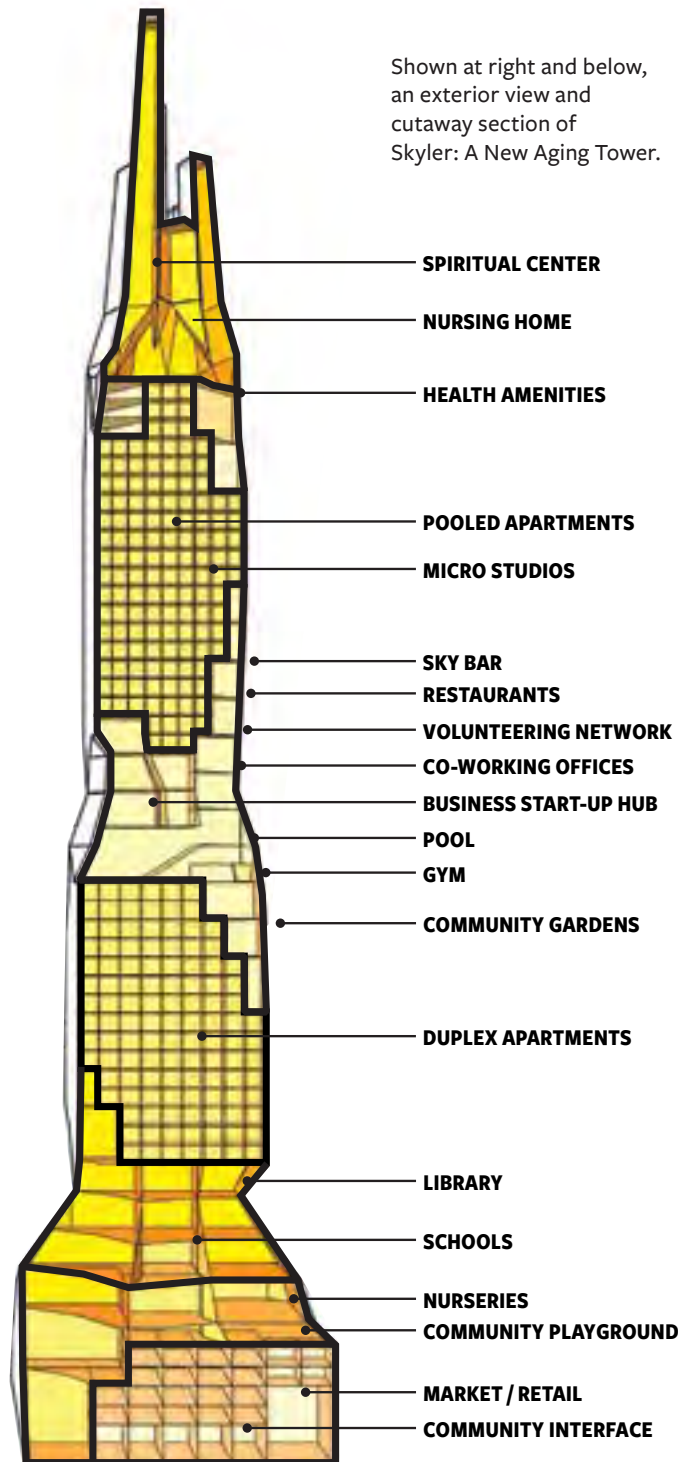 Shown at right and below,
an exterior view and
cutaway section of
Skyler: A New Aging Tower.
SPIRITUAL CENTER
NURSING HOME
HEALTH AMENITIES
POOLED APARTMENTS
MICRO STUDIOS
SKY BAR
RESTAURANTS
VOLUNTEERING NETWORK
CO-WORKING OFFICES
BUSINESS START-UP HUB
POOL
GYM
COMMUNITY GARDENS
DUPLEX APARTMENTS
LIBRARY
SCHOOLS
NURSERIES
COMMUNITY PLAYGROUND
MARKET / RETAIL
COMMUNITY INTERFACE